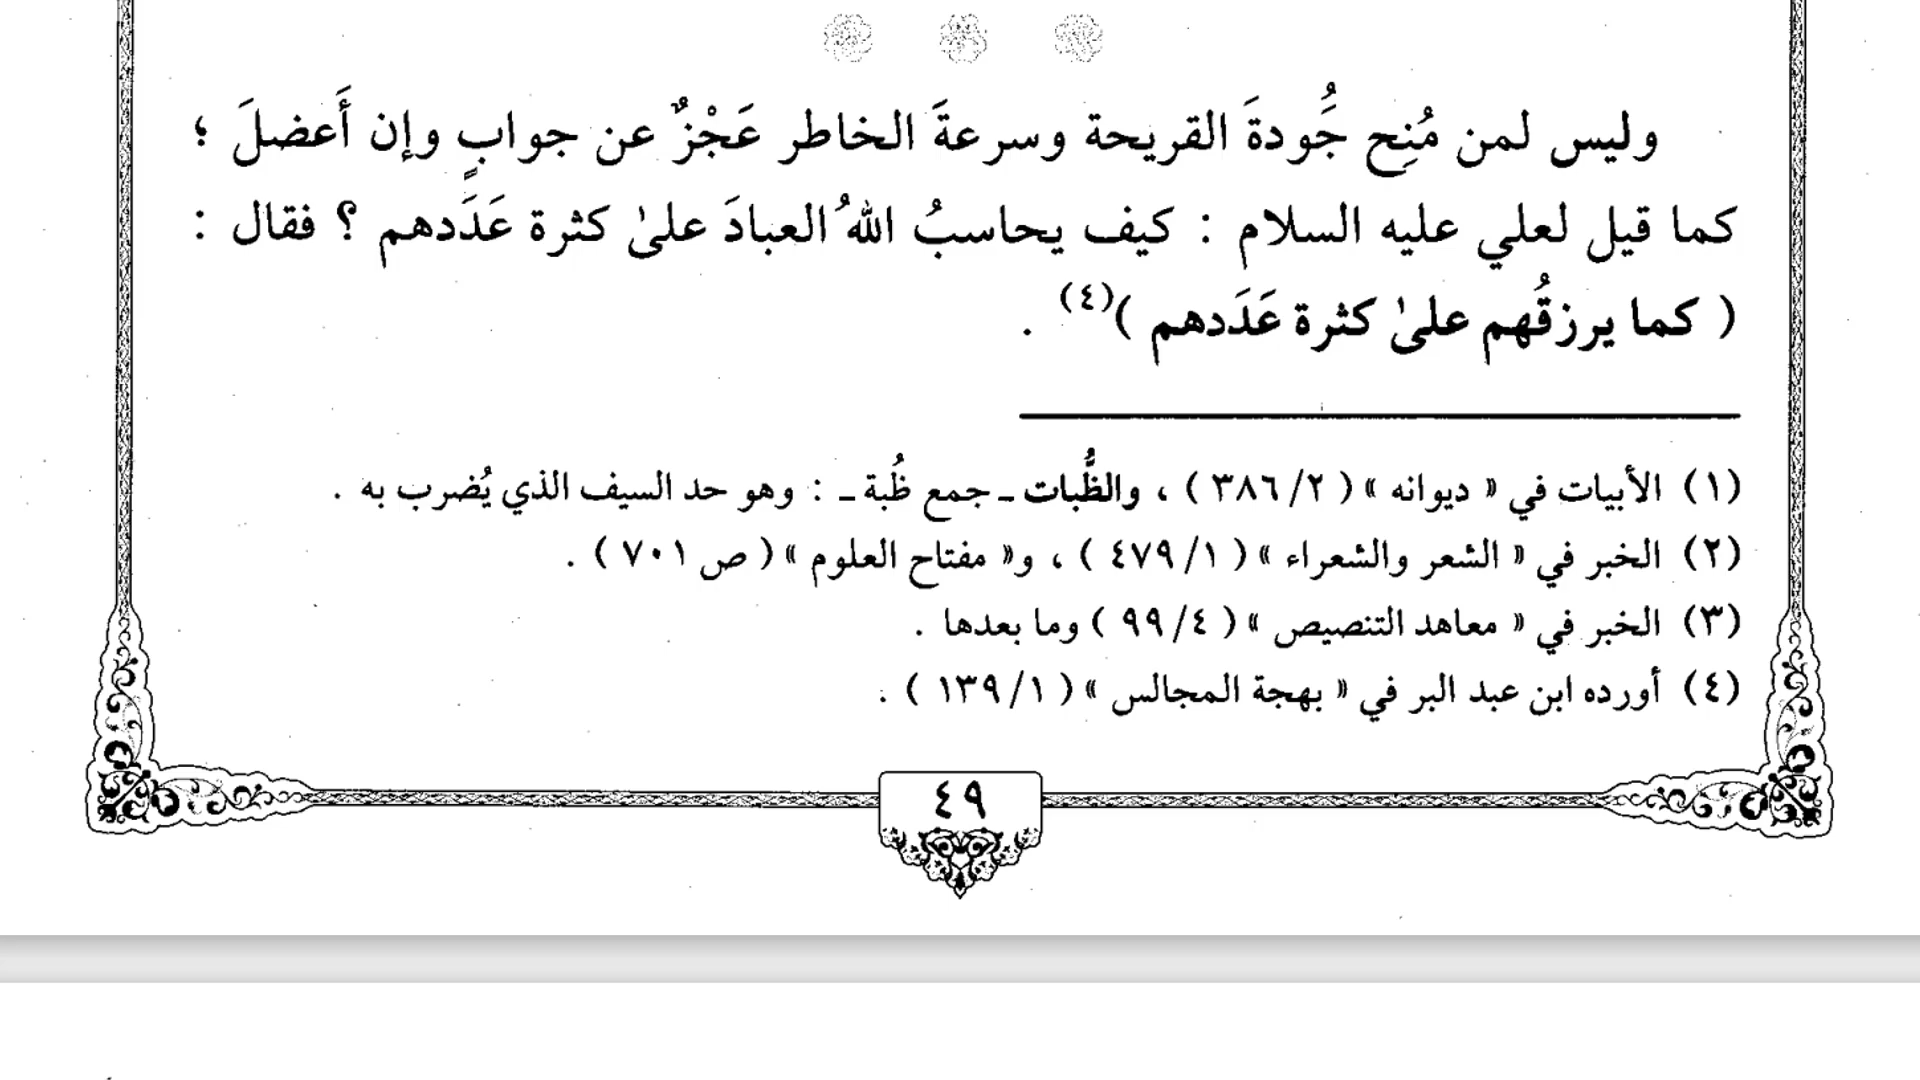 وليس لمن مُنِح جَُودةَ القريحة وسرعةَ الخاطر عَجْزٌ عن جوابٍ وإن أَعضلَ ؛
كما قيل لعلي عليه السلام : كيف يحاسبُ اللهُ العبادَ علىٰ كثرة عَدَدهم ؟ فقال :
( كما يرزقُهم علىٰ كثرة عَدَدهم )(٤) .
(١) الأبيات في « ديوانه » ( ٣٨٦/٢ ) ، والظُّبات ـ جمع ظُبة ـ : وهو حد السيف الذي يُضرب به .
(٢) الخبر في « الشعر والشعراء » ( ٤٧٩/١ ) ، و« مفتاح العلوم » ( ص ٧٠١ ) .
(٣) الخبر في « معاهد التنصيص » ( ٩٩/٤ ) وما بعدها .
(٤) أورده ابن عبد البر في « بهجة المجالس » ( ١٣٩/١ ) .
٤٩